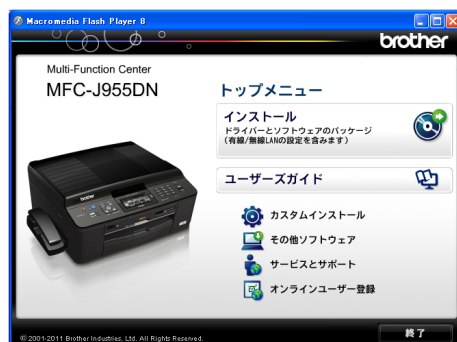 Macromedia Flash Player 8
brother
Multi-Function Center
MFC-J955DN
トップメニュー
インストール
ドライバーとソフトウェアのパッケージ
(有線/無線LANの設定を含みます)
ユーザーズガイド
カスタムインストール
その他ソフトウェア
サービスとサポート
オンラインユーザー登録
© 2001-2011 Brother Industries, Ltd. All Rights Reserved.
終了